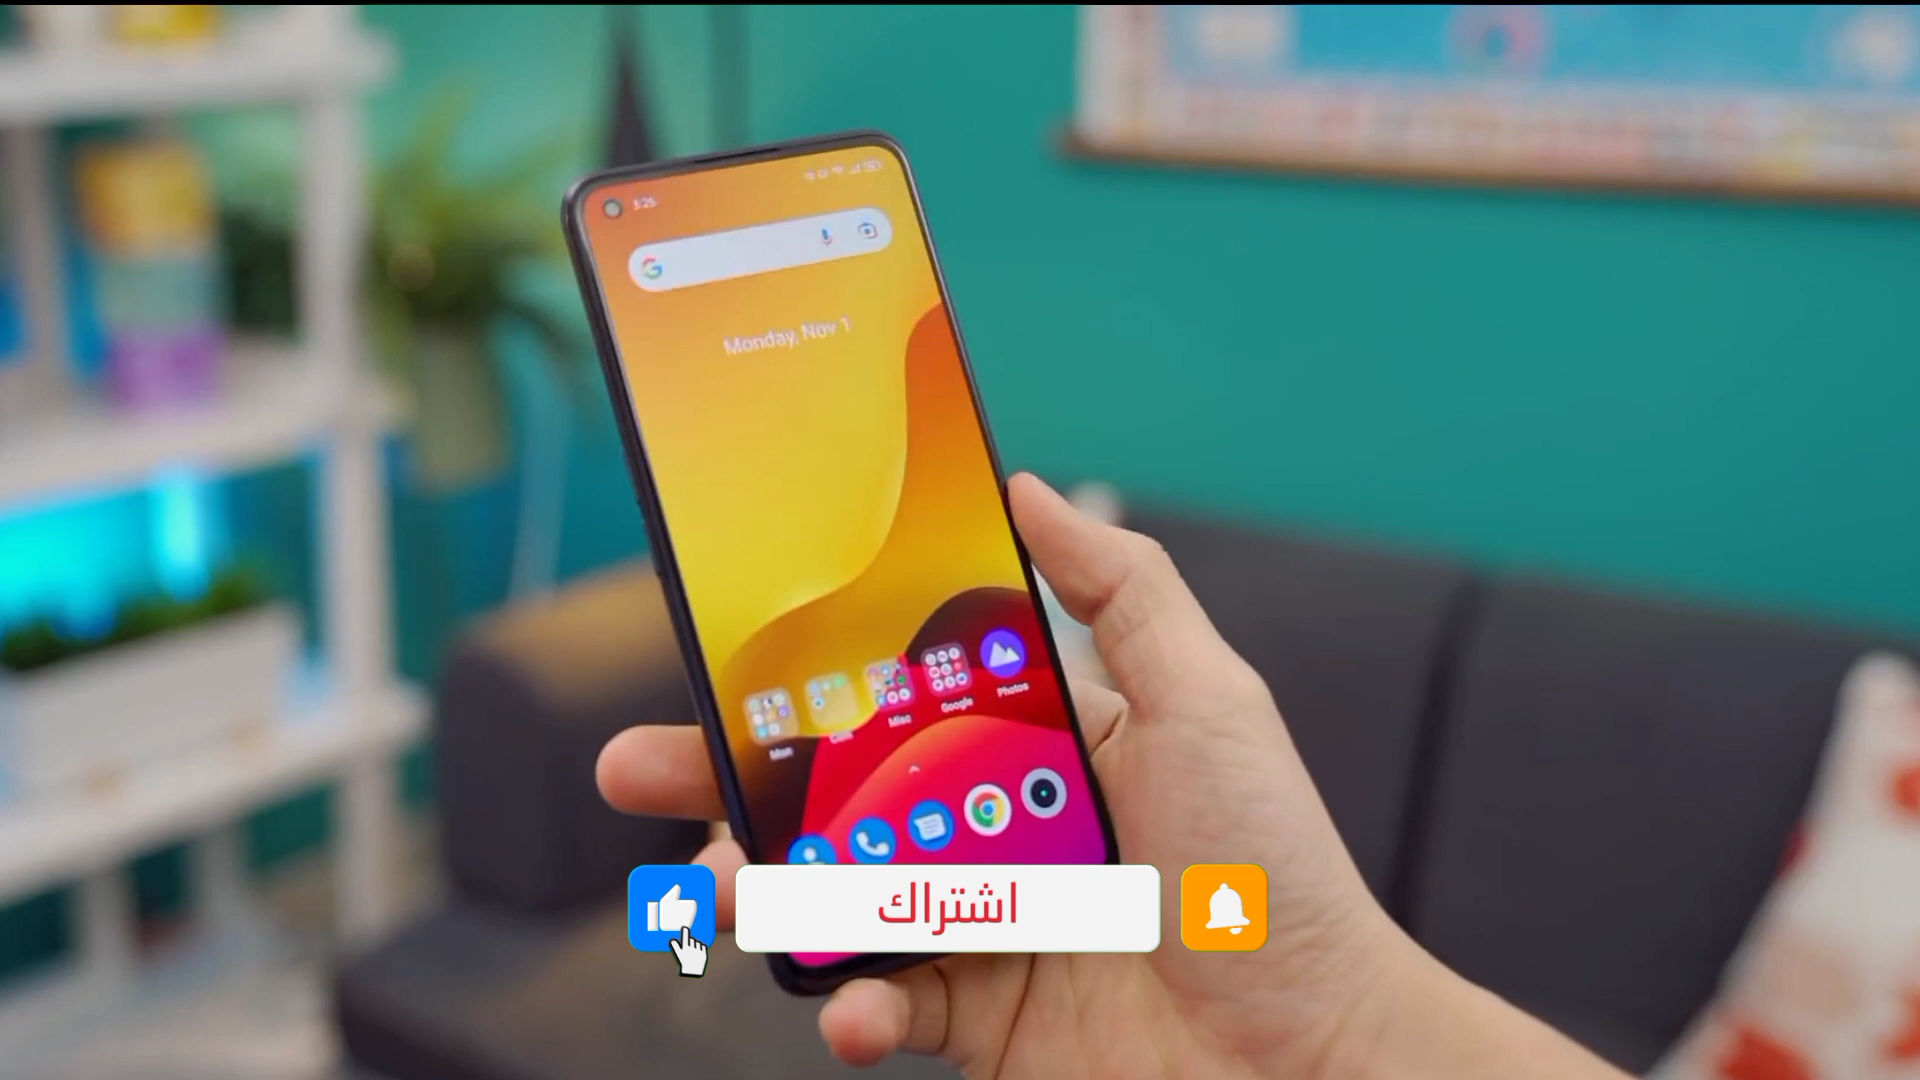 3:25
Monday, Nov 1
Misc
Google
Photos
اشتراك